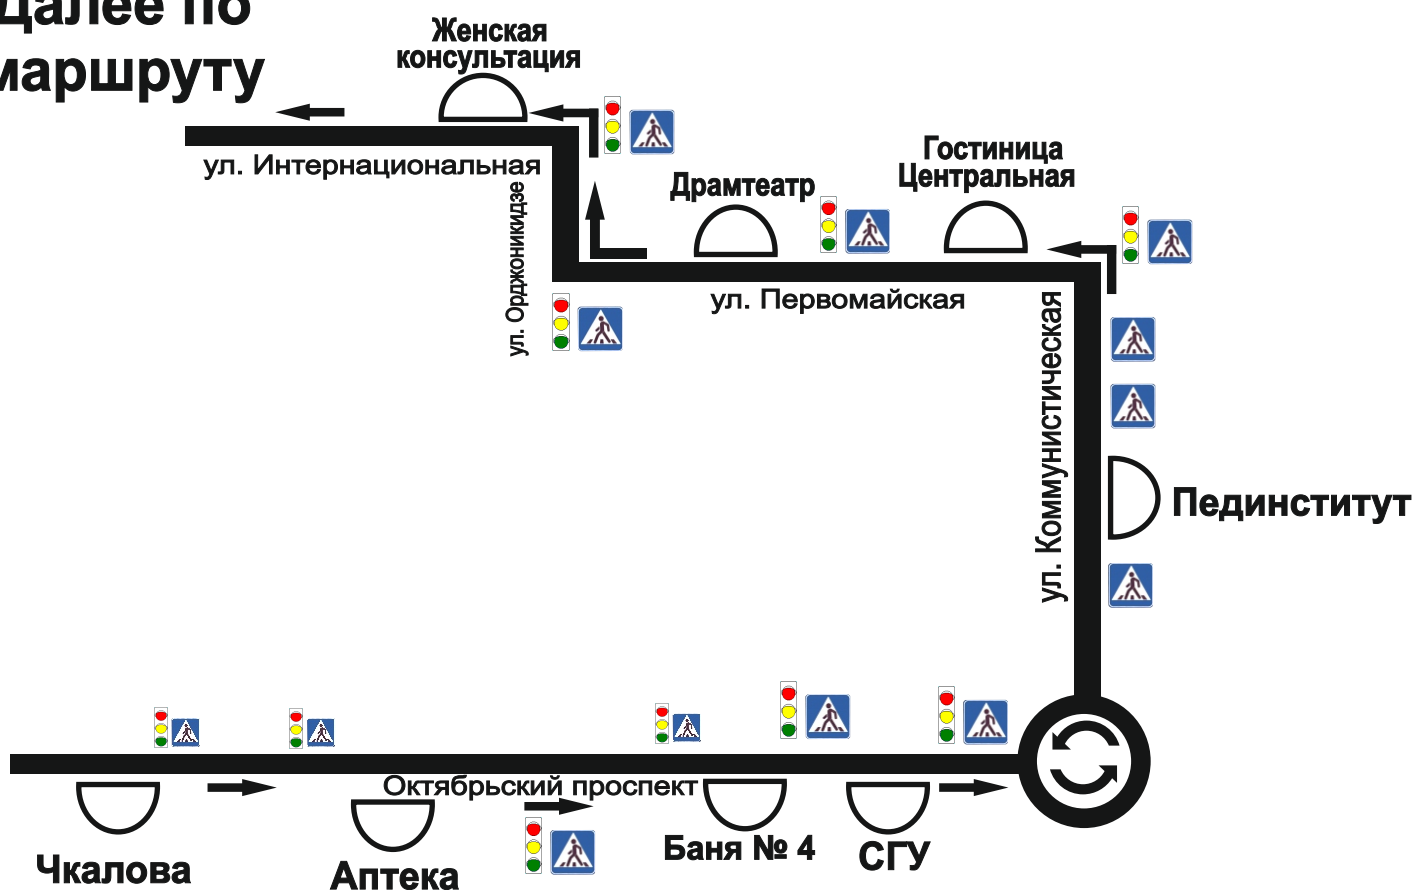 Далее по
маршруту
Женская
консультация
ул. Интернациональная
ул. Орджоникидзе
Драмтеатр
Гостиница
Центральная
ул. Первомайская
ул. Коммунистическая
Пединститут
Октябрьский проспект
Чкалова
Аптека
Баня № 4
СГУ